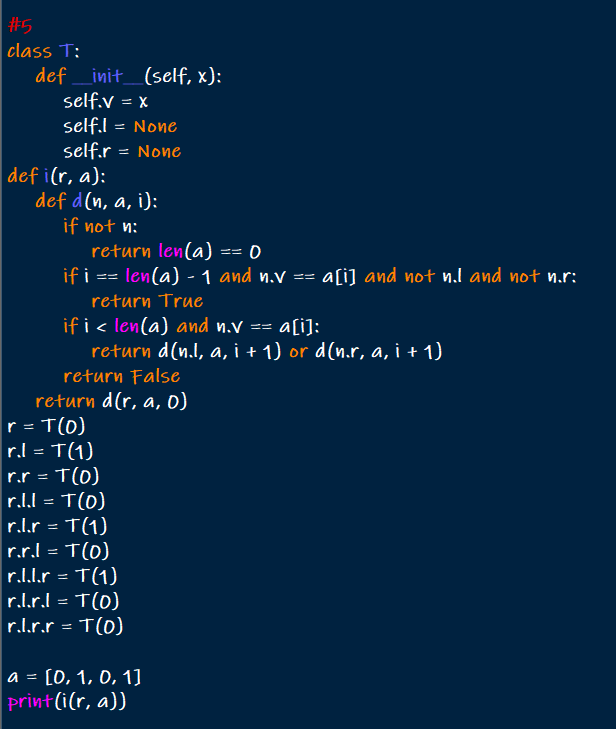 #5
class T:
    def __init__(self, x):
        self.v = x
        self.l = None
        self.r = None
def i(r, a):
    def d(n, a, i):
        if not n:
            return len(a) == 0
        if i == len(a) - 1 and n.v == a[i] and not n.l and not n.r:
            return True
        if i < len(a) and n.v == a[i]:
            return d(n.l, a, i + 1) or d(n.r, a, i + 1)
        return False
    return d(r, a, 0)
r = T(0)
r.l = T(1)
r.r = T(0)
r.l.l = T(0)
r.l.r = T(1)
r.r.l = T(0)
r.l.l.r = T(1)
r.l.r.l = T(0)
r.l.r.r = T(0)

a = [0, 1, 0, 1]
print(i(r, a))